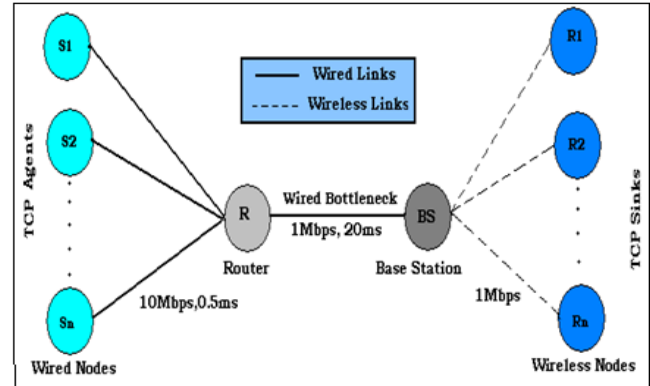 S1
R1
Wired Links
Wireless Links
TCP Agents
S2
R2
Wired Bottleneck
R
BS
1Mbps, 20ms
TCP Sinks
Router
Base Station
10Mbps,0.5ms
1Mbps
Sn
Rn
Wired Nodes
Wireless Nodes